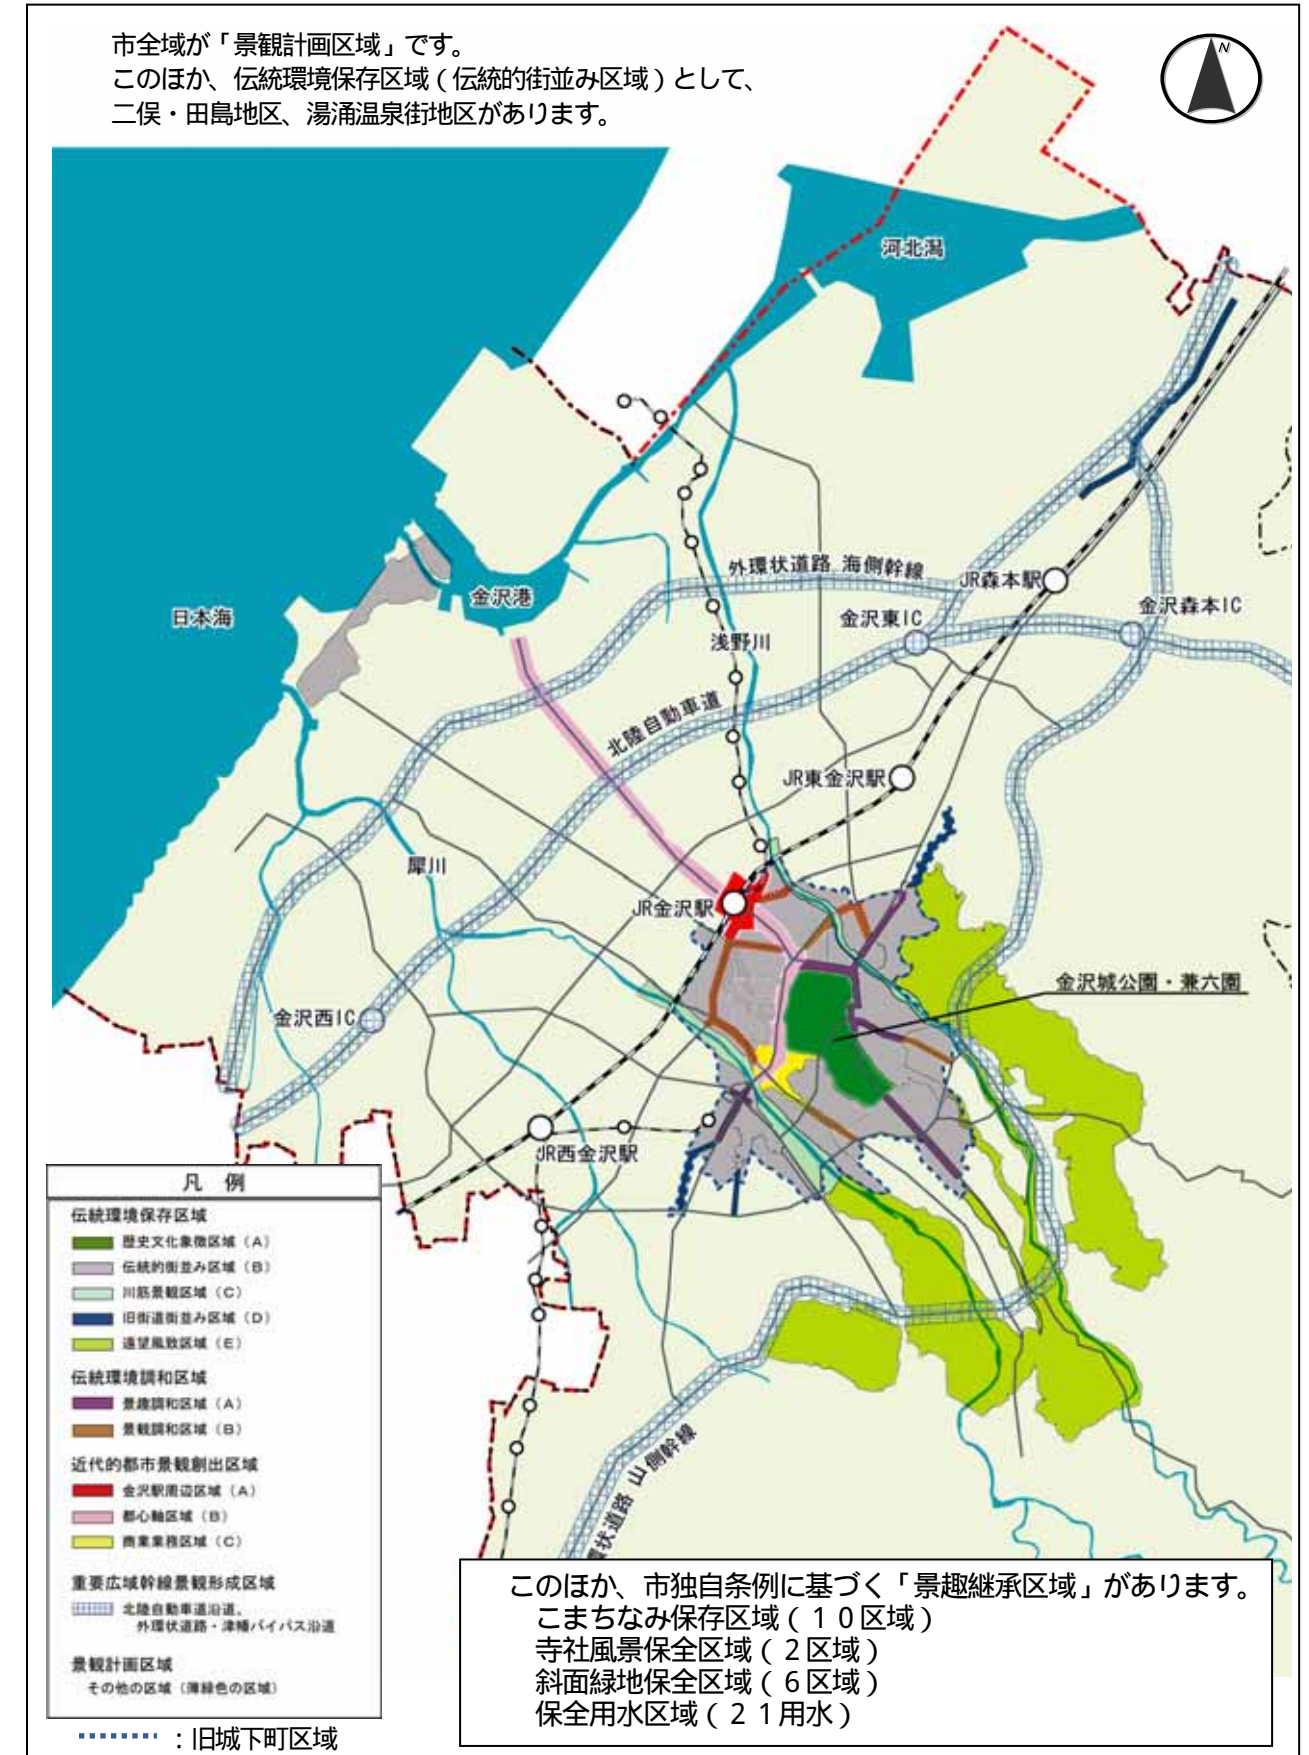 市全域が「景観計画区域」です。
このほか、伝統環境保存区域（伝統的街並み区域）として、
二俣・田島地区、湯涌温泉街地区があります。
N
河北潟
日本海
金沢港
外環状道路 海側幹線
JR森本駅
金沢東IC
金沢森本IC
浅野川
北陸自動車道
JR東金沢駅
犀川
JR金沢駅
金沢城公園・兼六園
金沢西IC
JR西金沢駅
環状道路 山側幹線
凡 例
伝統環境保存区域
歴史文化象徴区域（A）
伝統的街並み区域（B）
川筋景観区域（C）
旧街道街並み区域（D）
遠望風致区域（E）
伝統環境調和区域
景趣調和区域（A）
景観調和区域（B）
近代的都市景観創出区域
金沢駅周辺区域（A）
都心軸区域（B）
商業業務区域（C）
重要広域幹線景観形成区域
北陸自動車道沿道、
外環状道路・津幡バイパス沿道
景観計画区域
その他の区域（薄緑色の区域）
：旧城下町区域
このほか、市独自条例に基づく「景趣継承区域」があります。
こまちなみ保存区域（１０区域）
寺社風景保全区域（２区域）
斜面緑地保全区域（６区域）
保全用水区域（２１用水）